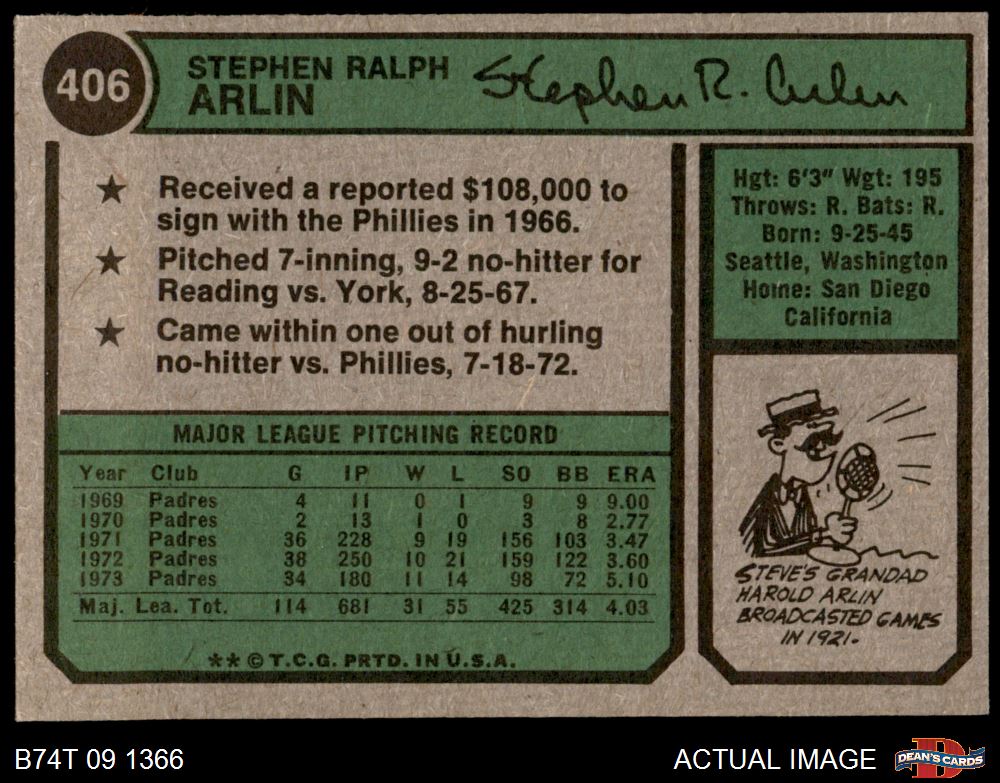 406
STEPHEN RALPH
ARLIN
Stephen R. Arlin
★ Received a reported $108,000 to
sign with the Phillies in 1966.
★ Pitched 7-inning, 9-2 no-hitter for
Reading vs. York, 8-25-67.
★ Came within one out of hurling
no-hitter vs. Phillies, 7-18-72.
Hgt: 6'3" Wgt: 195
Throws: R. Bats: R.
Born: 9-25-45
Seattle, Washington
Home: San Diego
California
MAJOR LEAGUE PITCHING RECORD
Year Club G IP W L SO BB ERA
1969 Padres 4 11 0 1 9 9 9.00
1970 Padres 2 13 1 0 3 8 2.77
1971 Padres 36 228 9 19 156 103 3.47
1972 Padres 38 250 10 21 159 122 3.60
1973 Padres 34 180 11 14 98 72 5.10
Maj. Lea. Tot. 114 681 31 55 425 314 4.03
** © T.C.G. PRTD. IN U.S.A.
STEVE'S GRANDAD
HAROLD ARLIN
BROADCASTED GAMES
IN 1921.
B74T 09 1366
ACTUAL IMAGE
D
DEAN'S CARDS